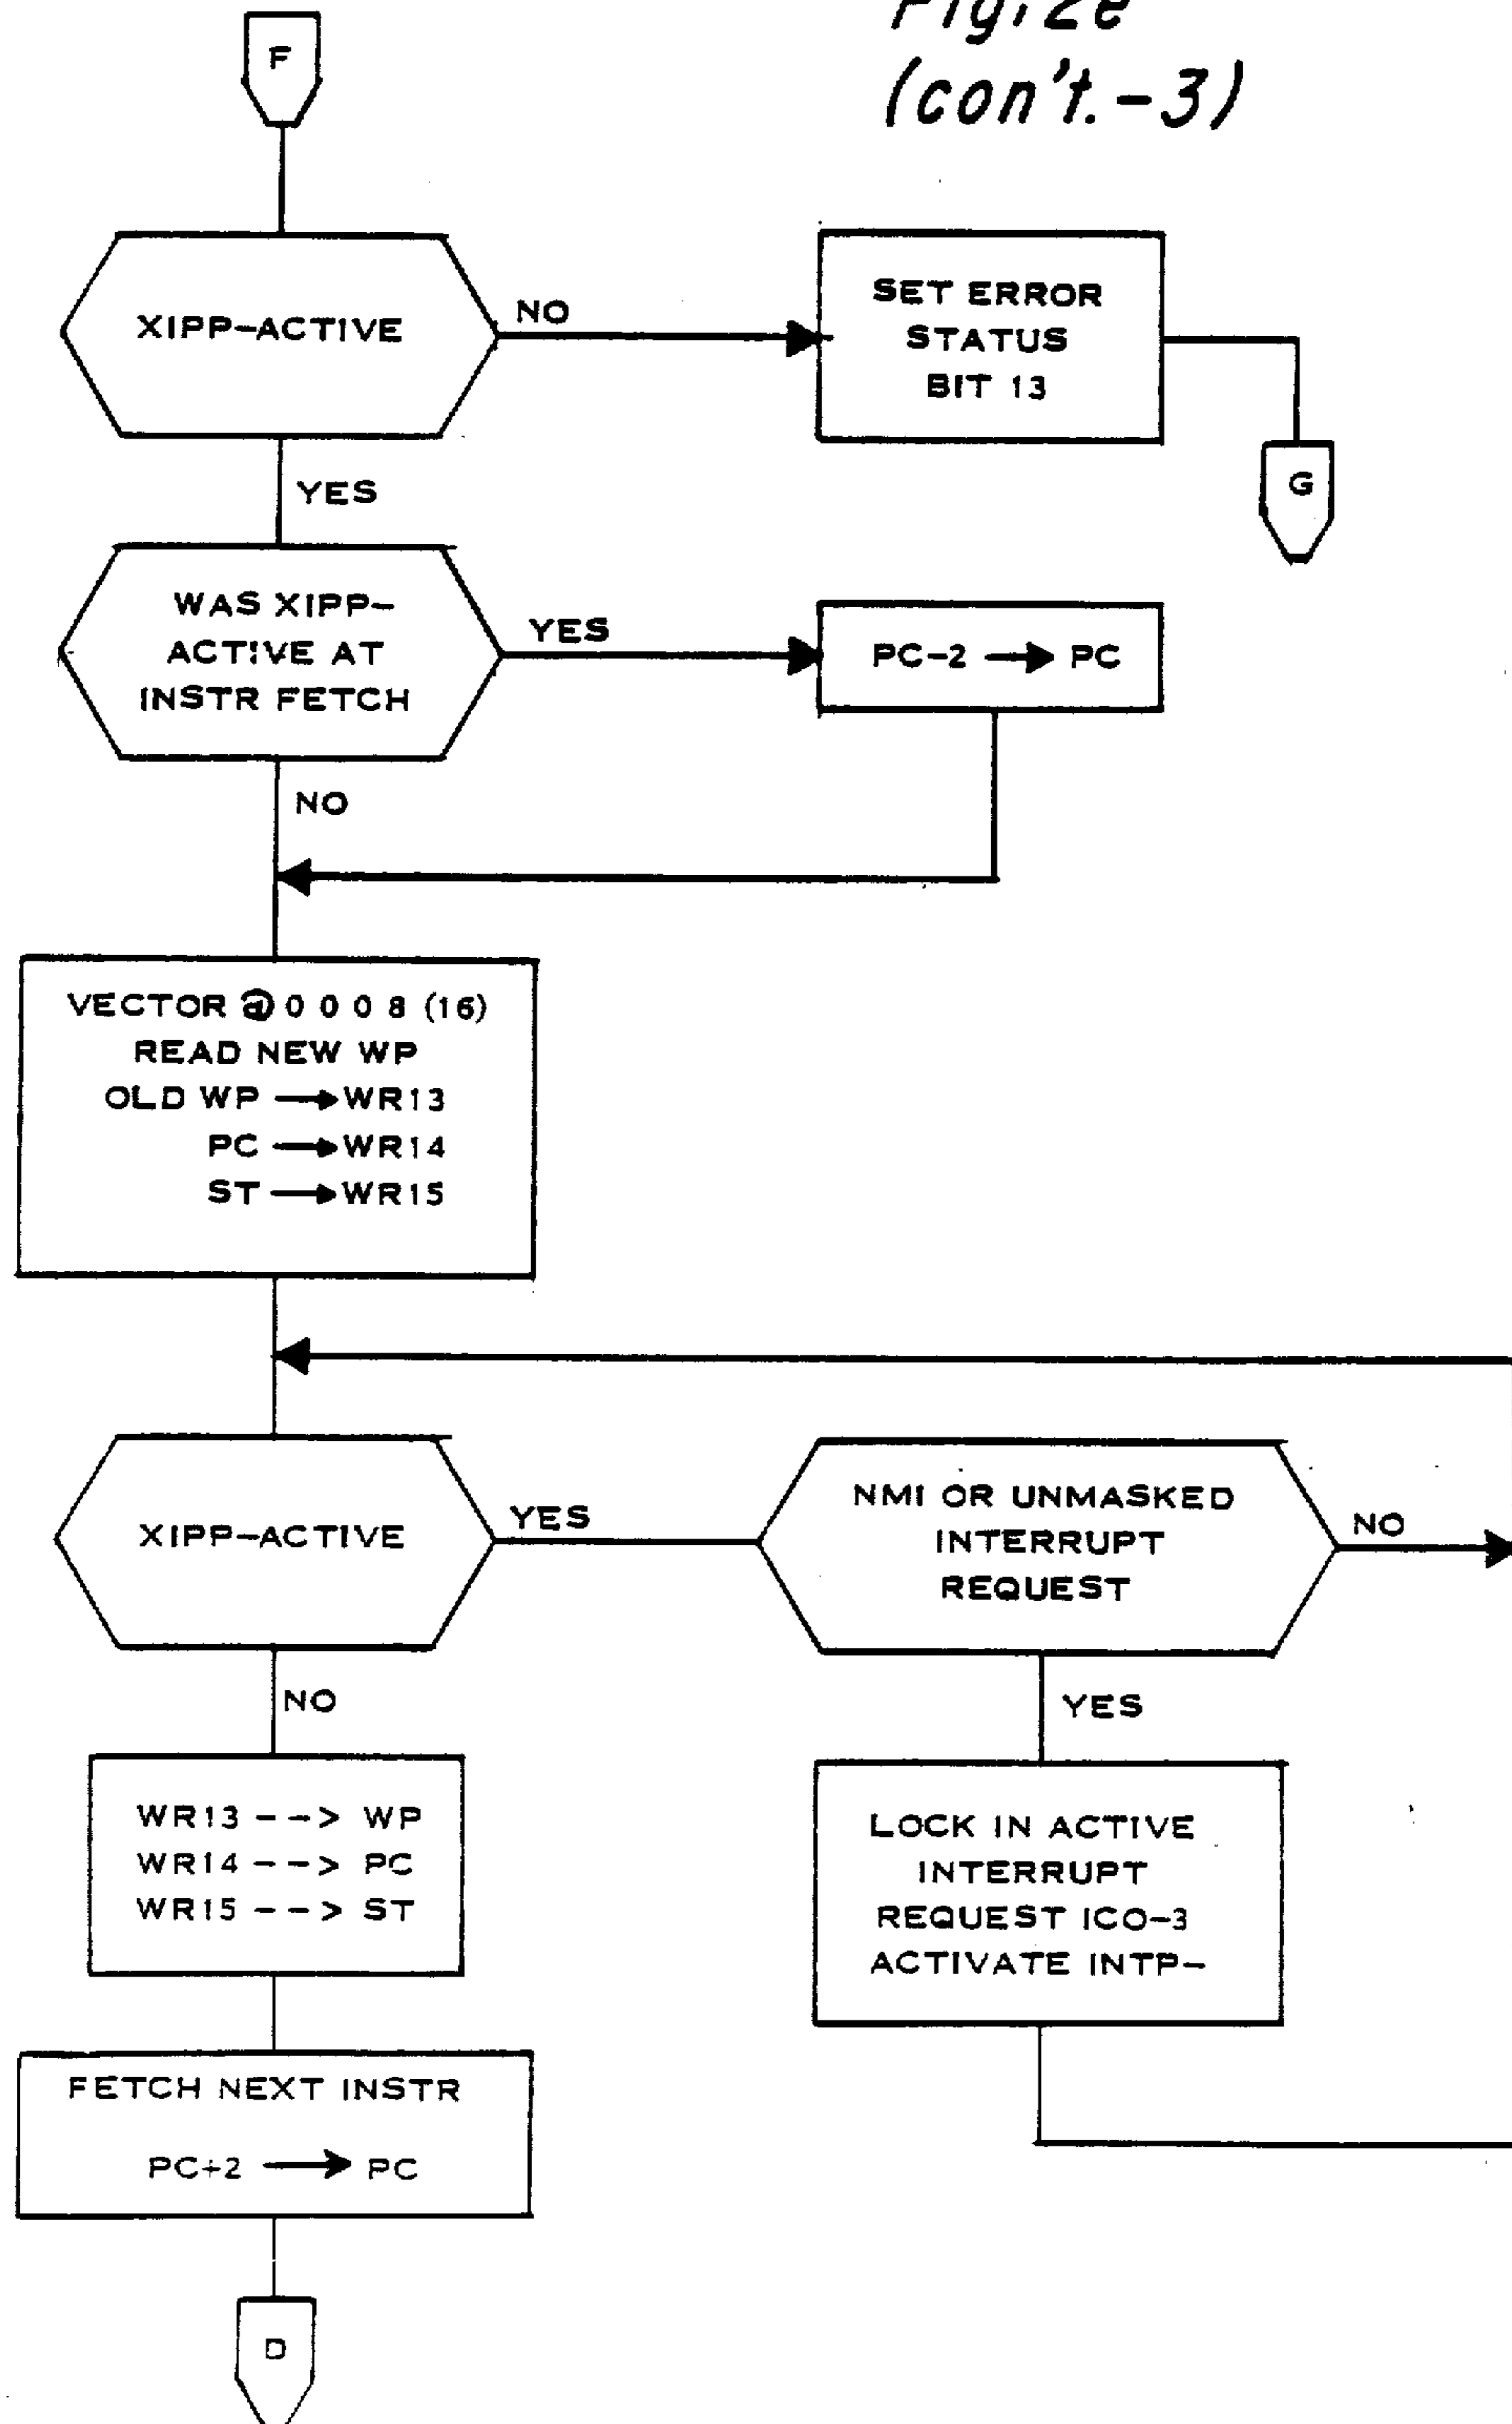 Fig. 2e
(con't.-3)
F
XIPP-ACTIVE
NO
SET ERROR
STATUS
BIT 13
G
YES
WAS XIPP-
ACTIVE AT
INSTR FETCH
YES
PC-2 → PC
NO
VECTOR @ 0 0 0 8 (16)
READ NEW WP
OLD WP → WR13
PC → WR14
ST → WR15
XIPP-ACTIVE
YES
NMI OR UNMASKED
INTERRUPT
REQUEST
NO
NO
YES
WR13 --> WP
WR14 --> PC
WR15 --> ST
LOCK IN ACTIVE
INTERRUPT
REQUEST ICO-3
ACTIVATE INTP-
FETCH NEXT INSTR
PC+2 → PC
D